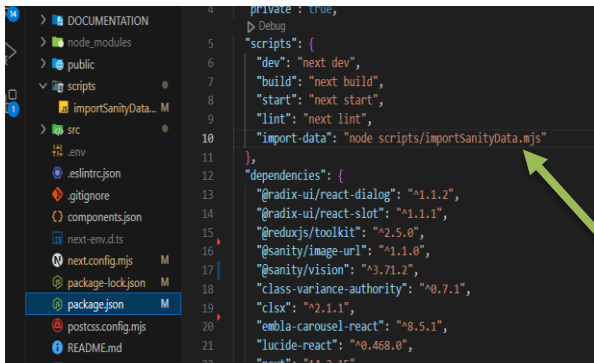 14
DOCUMENTATION
node_modules
public
scripts
importSanityData... M
src
.env
.eslintrc.json
.gitignore
components.json
next-env.d.ts
next.config.mjs M
package-lock.json M
package.json M
postcss.config.mjs
README.md
4 "private": true,
Debug
5 "scripts": {
6 "dev": "next dev",
7 "build": "next build",
8 "start": "next start",
9 "lint": "next lint",
10 "import-data": "node scripts/importSanityData.mjs"
11 },
12 "dependencies": {
13 "@radix-ui/react-dialog": "^1.1.2",
14 "@radix-ui/react-slot": "^1.1.1",
15 "@reduxjs/toolkit": "^2.5.0",
16 "@sanity/image-url": "^1.1.0",
17 "@sanity/vision": "^3.71.2",
18 "class-variance-authority": "^0.7.1",
19 "clsx": "^2.1.1",
20 "embla-carousel-react": "^8.5.1",
21 "lucide-react": "^0.468.0",